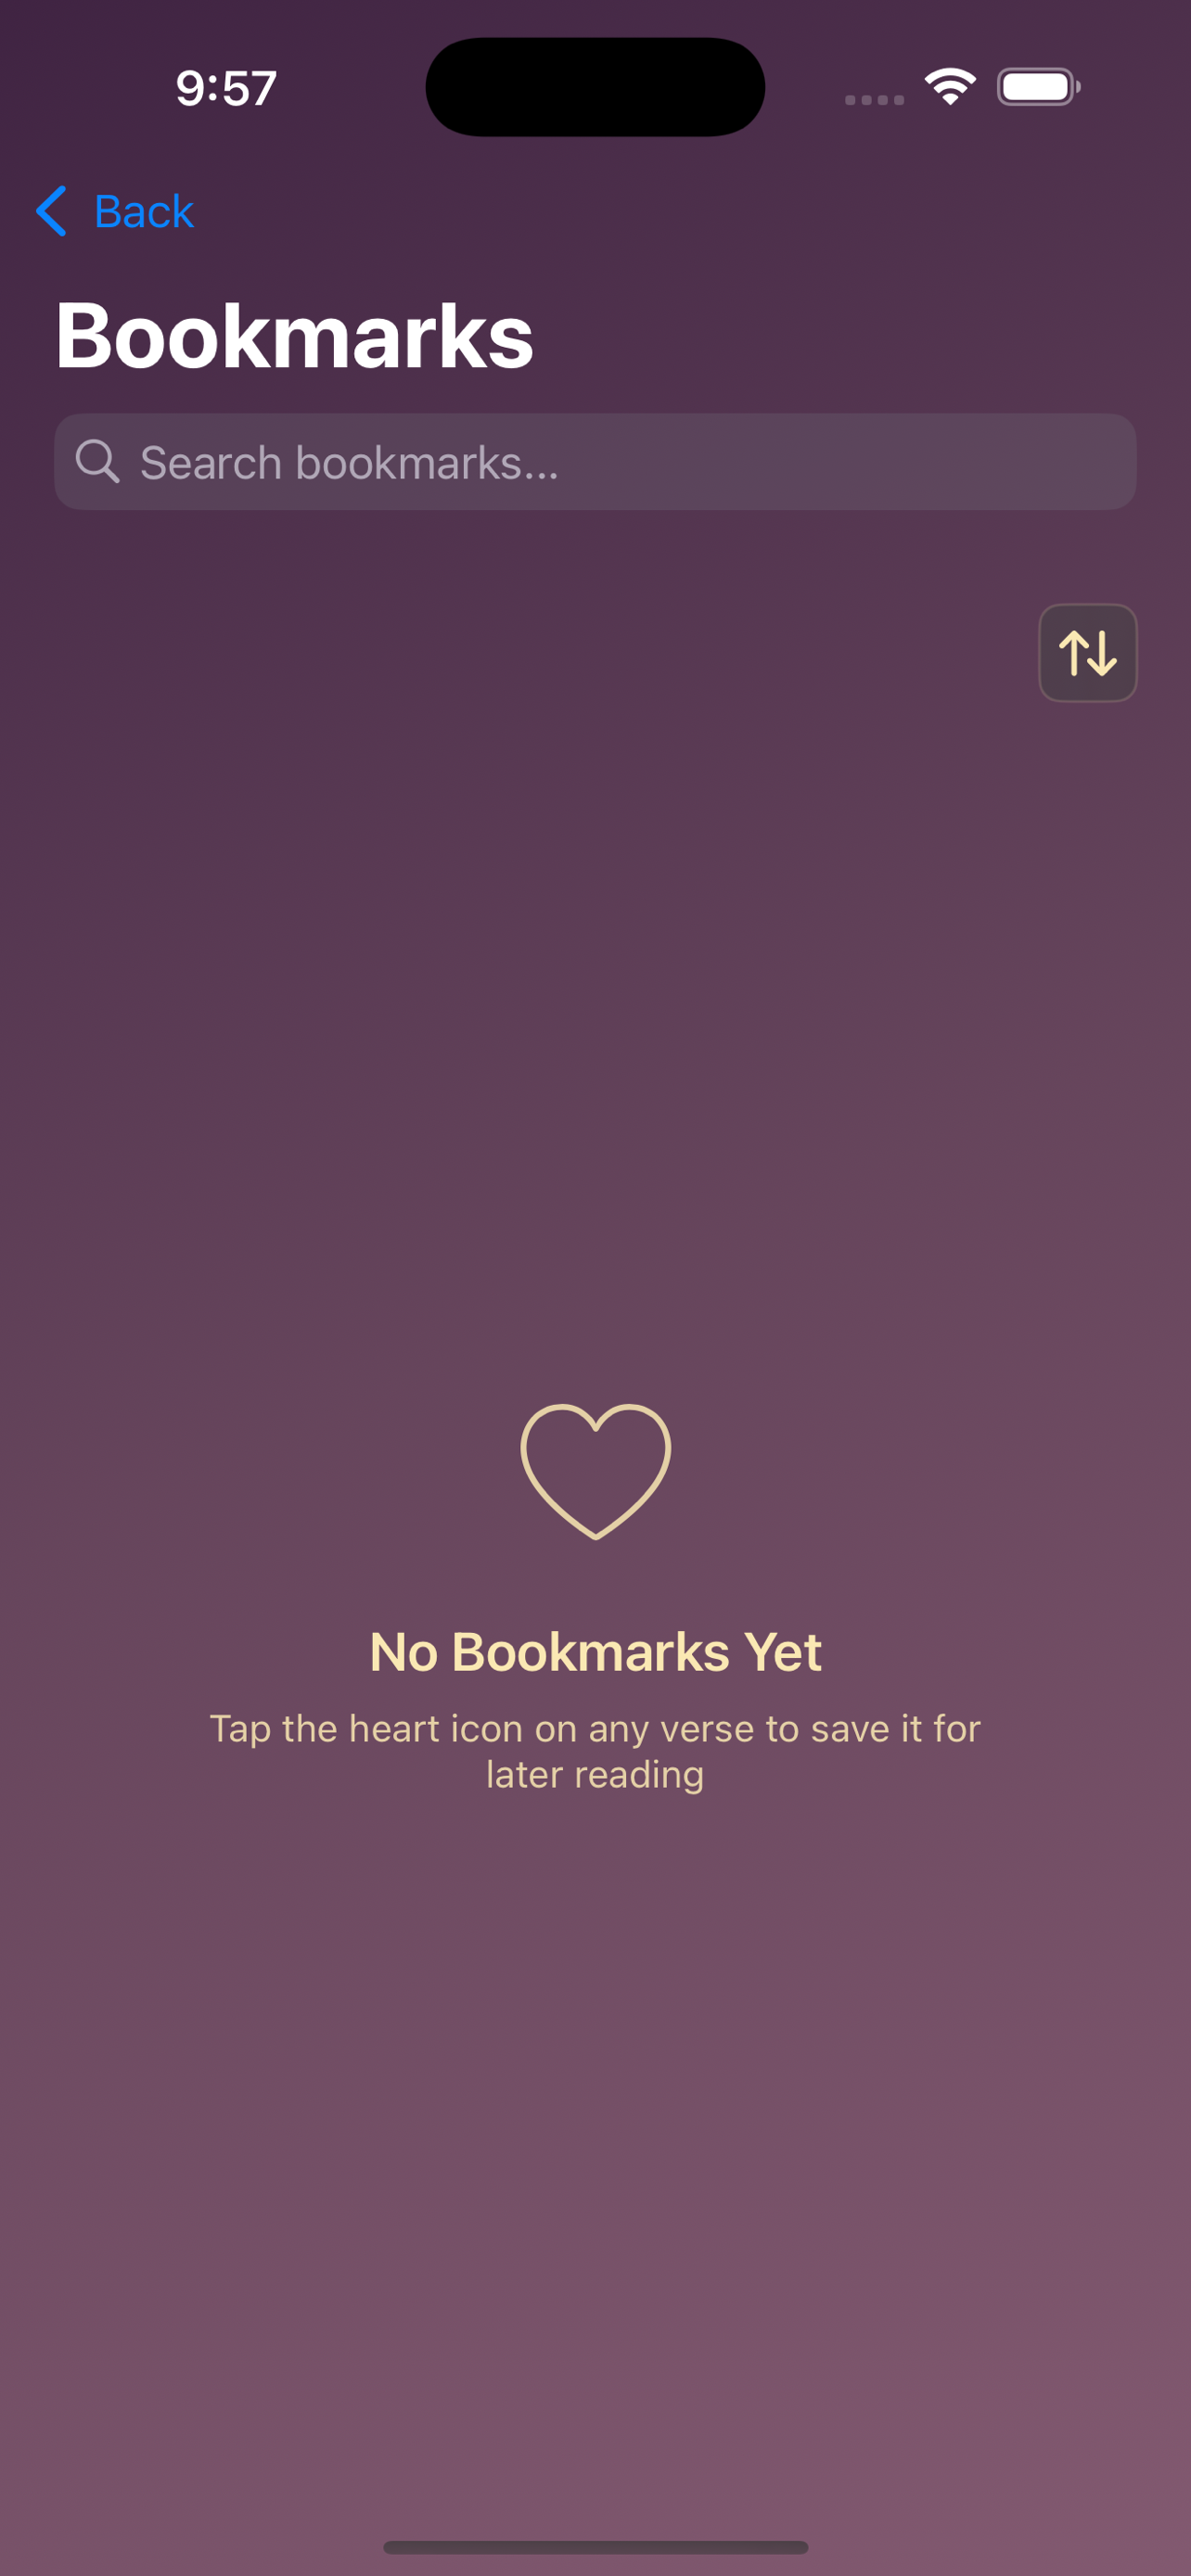 9:57
Back
Bookmarks
Search bookmarks...
No Bookmarks Yet
Tap the heart icon on any verse to save it for
later reading